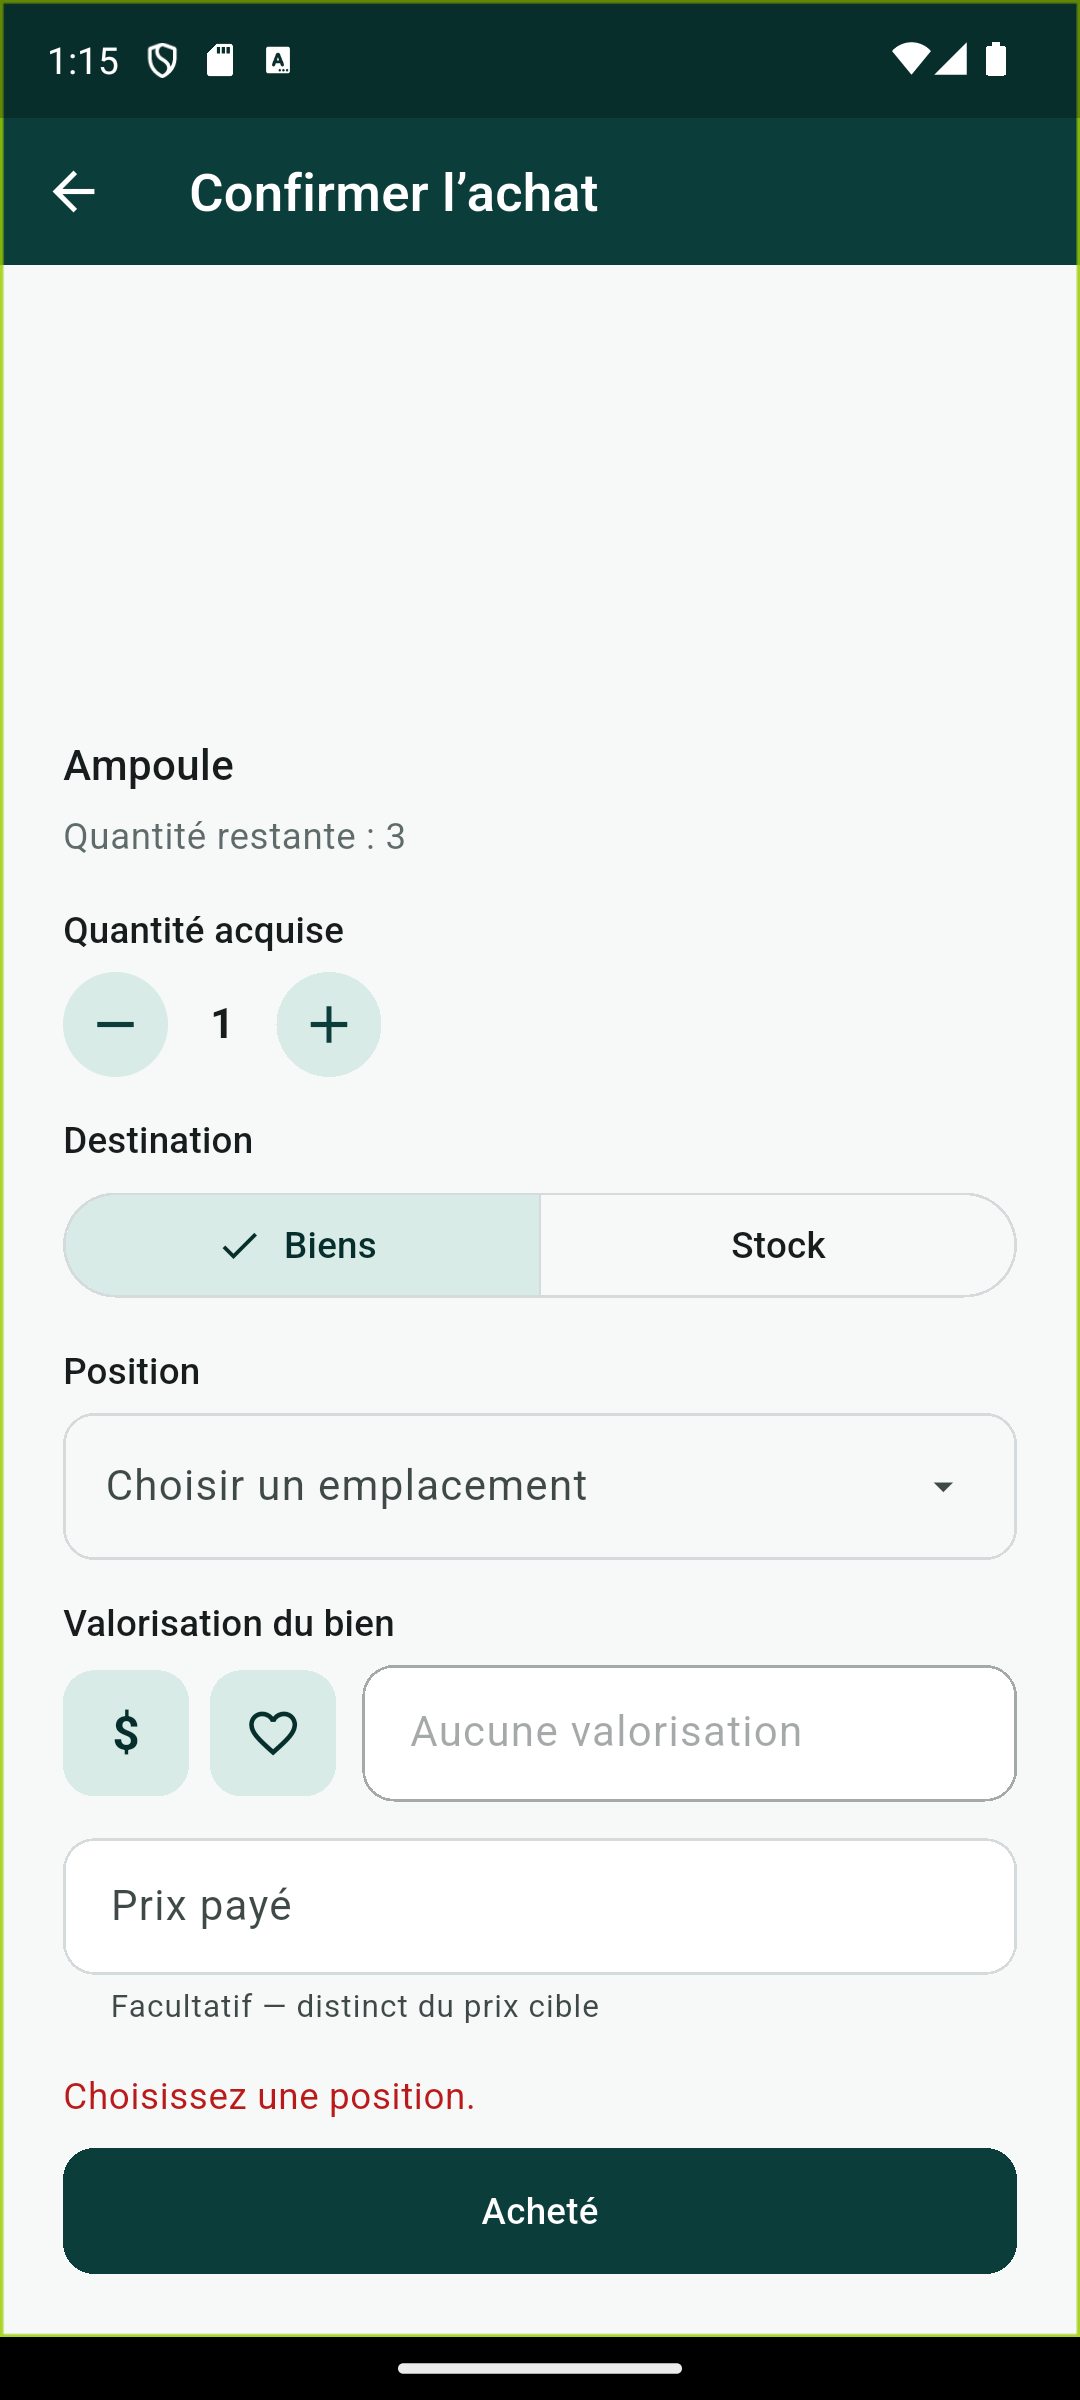 1:15
Confirmer l’achat
Ampoule
Quantité restante : 3
Quantité acquise
1
Destination
Biens
Stock
Position
Choisir un emplacement
Valorisation du bien
$
Aucune valorisation
Prix payé
Facultatif — distinct du prix cible
Choisissez une position.
Acheté